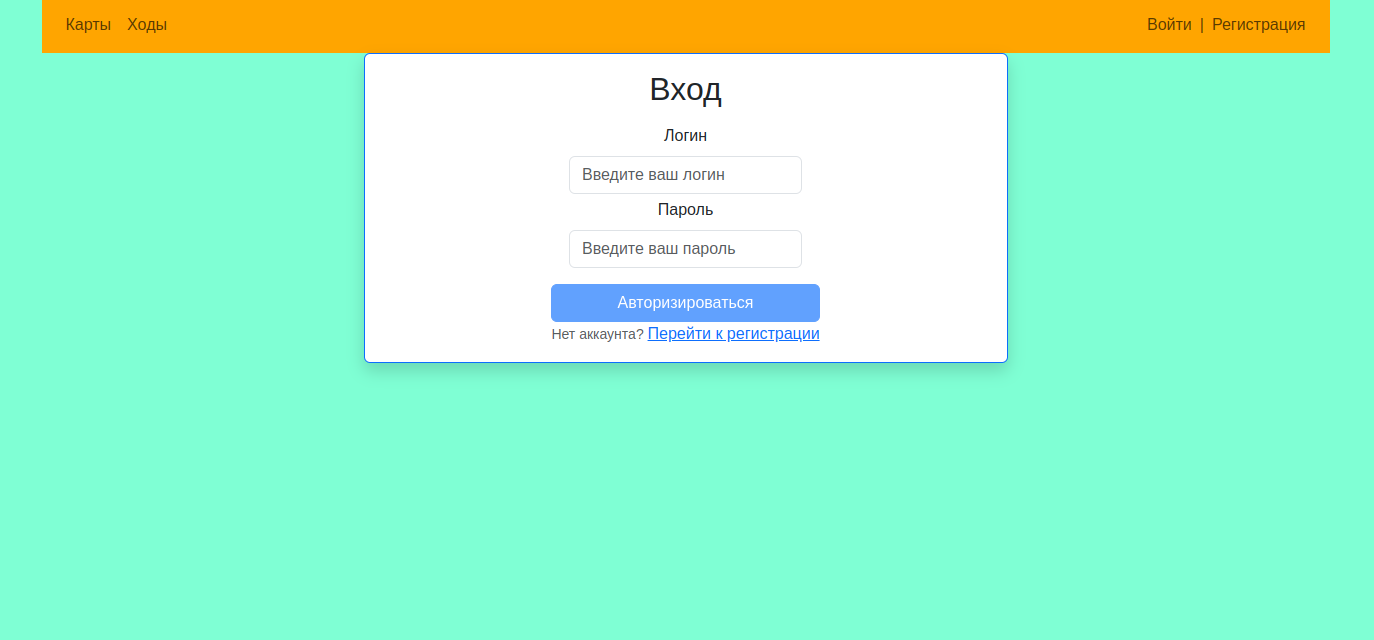 Карты Ходы Войти | Регистрация
Вход
Логин
Введите ваш логин
Пароль
Введите ваш пароль
Авторизироваться
Нет аккаунта? Перейти к регистрации